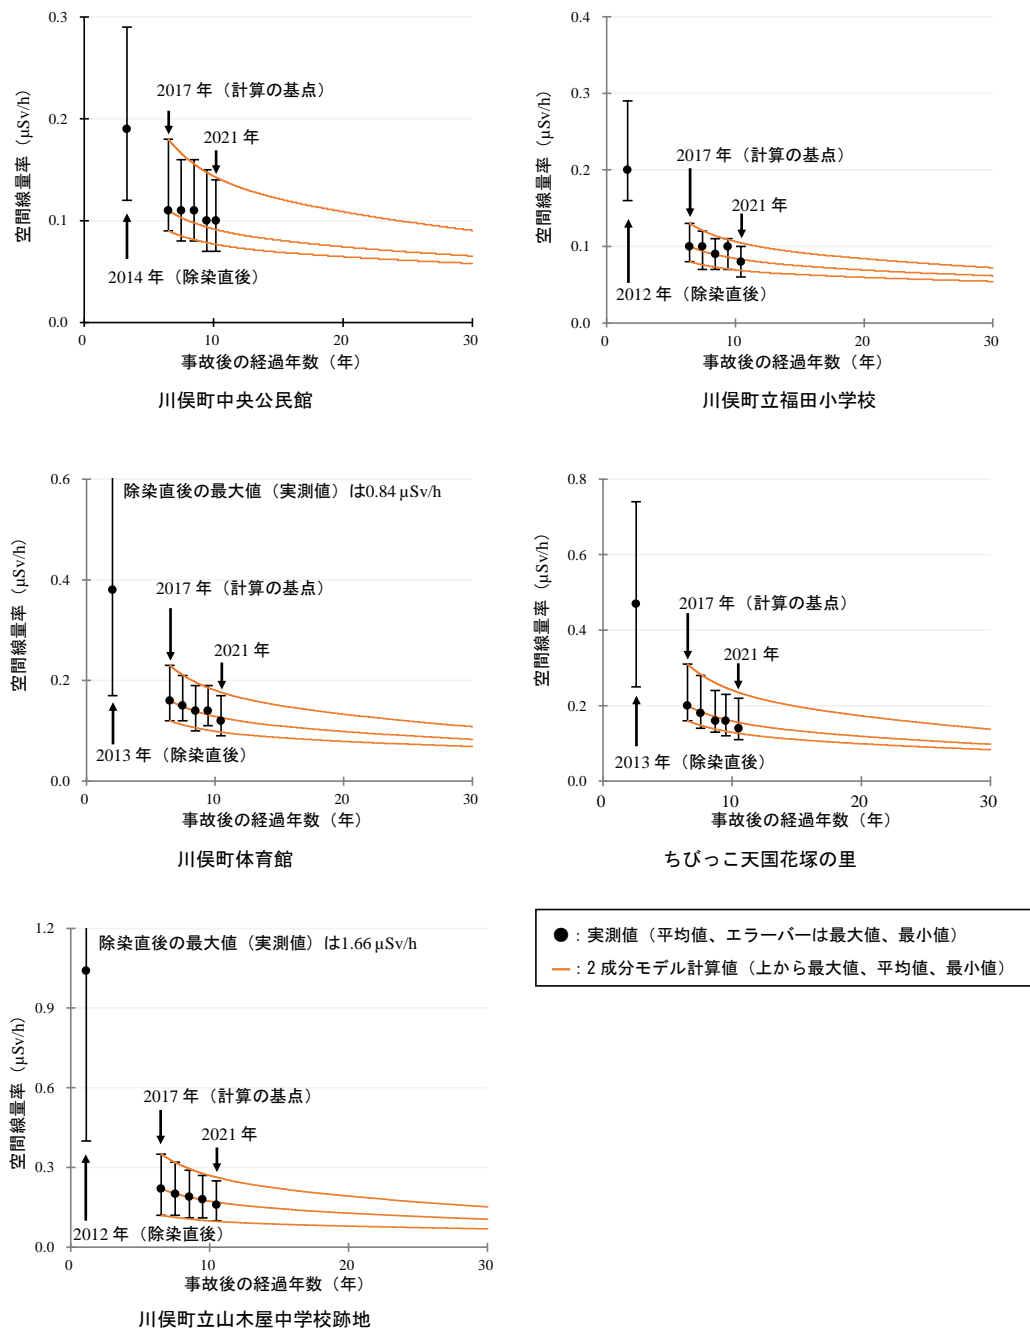 0.3
0.2
0.1
0.0
空間線量率（µSv/h）
2017 年（計算の基点）
2021 年
2014 年（除染直後）
0
10
20
30
事故後の経過年数（年）
川俣町中央公民館
0.4
0.3
0.2
0.1
0.0
空間線量率（µSv/h）
2017 年（計算の基点）
2021 年
2012 年（除染直後）
0
10
20
30
事故後の経過年数（年）
川俣町立福田小学校
0.6
0.4
0.2
0.0
空間線量率（µSv/h）
除染直後の最大値（実測値）は0.84 µSv/h
2017 年（計算の基点）
2021 年
2013 年（除染直後）
0
10
20
30
事故後の経過年数（年）
川俣町体育館
0.8
0.6
0.4
0.2
0.0
空間線量率（µSv/h）
2017 年（計算の基点）
2021 年
2013 年（除染直後）
0
10
20
30
事故後の経過年数（年）
ちびっこ天国花塚の里
1.2
0.9
0.6
0.3
0.0
空間線量率（µSv/h）
除染直後の最大値（実測値）は1.66 µSv/h
2017 年（計算の基点）
2021 年
2012 年（除染直後）
0
10
20
30
事故後の経過年数（年）
川俣町立山木屋中学校跡地
：実測値（平均値、エラーバーは最大値、最小値）
：2 成分モデル計算値（上から最大値、平均値、最小値）